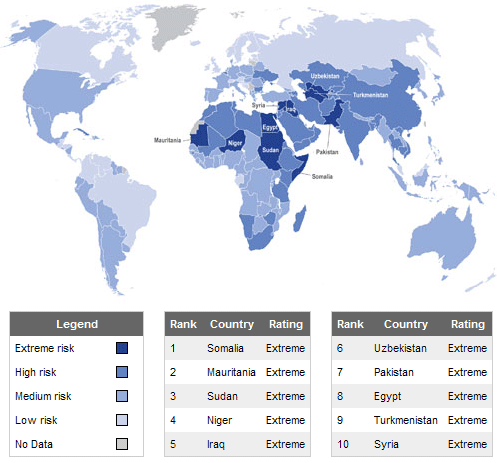 Uzbekistan
Turkmenistan
Syria
Iraq
Mauritania
Niger
Egypt
Sudan
Pakistan
Somalia
Legend
Extreme risk
High risk
Medium risk
Low risk
No Data
Rank Country Rating
1 Somalia Extreme
2 Mauritania Extreme
3 Sudan Extreme
4 Niger Extreme
5 Iraq Extreme
Rank Country Rating
6 Uzbekistan Extreme
7 Pakistan Extreme
8 Egypt Extreme
9 Turkmenistan Extreme
10 Syria Extreme